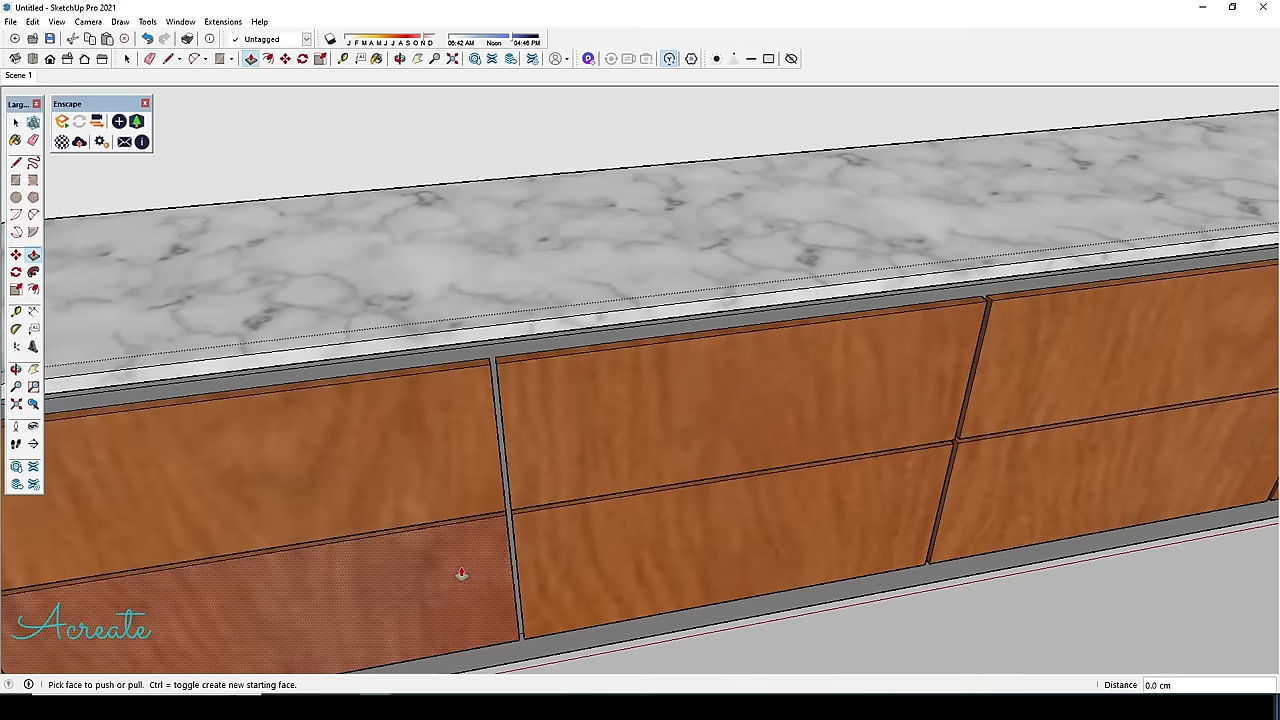 Untitled - SketchUp Pro 2021
File Edit View Camera Draw Tools Window Extensions Help
Untagged
J F M A M J J A S O N D
06:42 AM Noon 04:46 PM
Scene 1
Larg...
Enscape
Acreate
Pick face to push or pull. Ctrl = toggle create new starting face.
Distance 0.0 cm